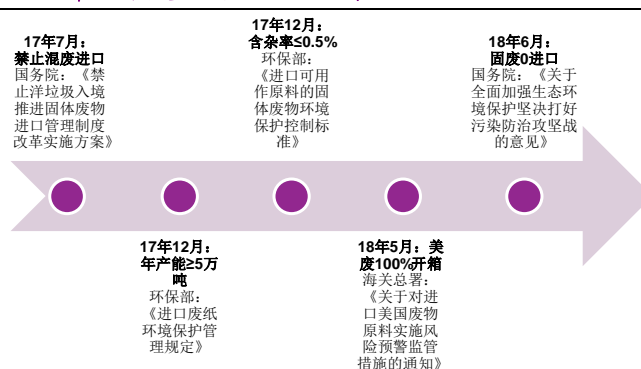 17年7月：
禁止混废进口
国务院：《禁
止洋垃圾入境
推进固体废物
进口管理制度
改革实施方案》
17年12月：
年产能≥5万
吨
环保部：
《进口废纸
环境保护管
理规定》
17年12月：
含杂率≤0.5%
环保部：
《进口可用
作原料的固
体废物环境
保护控制标
准》
18年5月：美
废100%开箱
海关总署：
《关于对进
口美国废物
原料实施风
险预警监管
措施的通知》
18年6月：
固废0进口
国务院：《关于
全面加强生态环
境保护坚决打好
污染防治攻坚战
的意见》